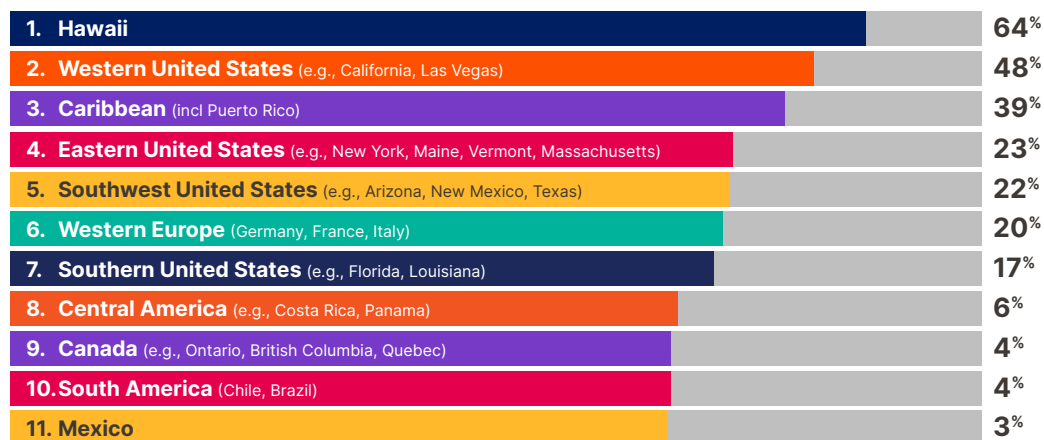 1. Hawaii 64%
2. Western United States (e.g., California, Las Vegas) 48%
3. Caribbean (incl Puerto Rico) 39%
4. Eastern United States (e.g., New York, Maine, Vermont, Massachusetts) 23%
5. Southwest United States (e.g., Arizona, New Mexico, Texas) 22%
6. Western Europe (Germany, France, Italy) 20%
7. Southern United States (e.g., Florida, Louisiana) 17%
8. Central America (e.g., Costa Rica, Panama) 6%
9. Canada (e.g., Ontario, British Columbia, Quebec) 4%
10. South America (Chile, Brazil) 4%
11. Mexico 3%